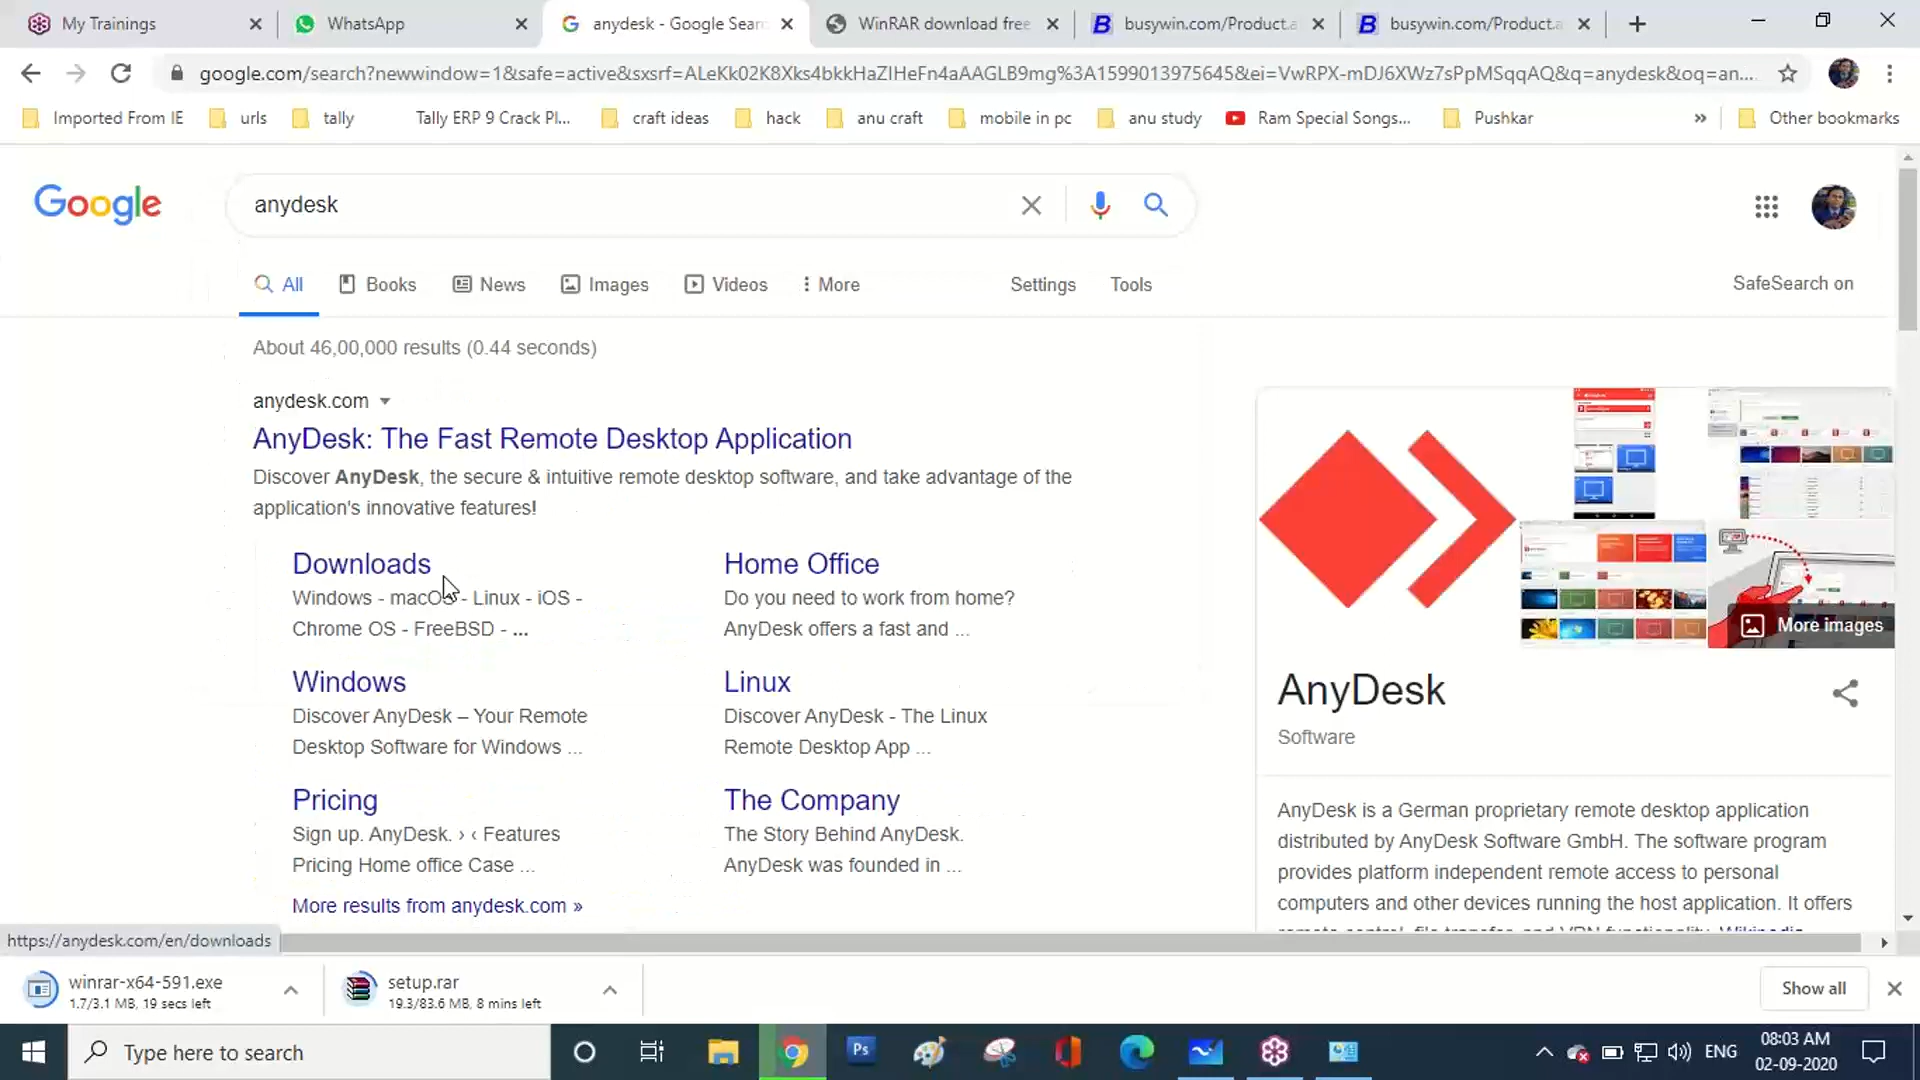 My Trainings
WhatsApp
anydesk - Google Sear
WinRAR download free
busywin.com/Product.a
busywin.com/Product.a
google.com/search?newwindow=1&safe=active&sxsrf=ALeKk02K8Xks4bkkHaZIHeFn4aAAGLB9mg%3A1599013975645&ei=VwRPX-mDJ6XWz7sPpMSqqAQ&q=anydesk&oq=an...
Imported From IE
urls
tally
Tally ERP 9 Crack Pl...
craft ideas
hack
anu craft
mobile in pc
anu study
Ram Special Songs...
Pushkar
»
Other bookmarks
Google
anydesk
All
Books
News
Images
Videos
More
Settings
Tools
SafeSearch on
About 46,00,000 results (0.44 seconds)
anydesk.com
AnyDesk: The Fast Remote Desktop Application
Discover AnyDesk, the secure & intuitive remote desktop software, and take advantage of the
application's innovative features!
Downloads
Windows - macOS - Linux - iOS -
Chrome OS - FreeBSD - ...
Home Office
Do you need to work from home?
AnyDesk offers a fast and ...
Windows
Discover AnyDesk – Your Remote
Desktop Software for Windows ...
Linux
Discover AnyDesk - The Linux
Remote Desktop App ...
Pricing
Sign up. AnyDesk. › ‹ Features
Pricing Home office Case ...
The Company
The Story Behind AnyDesk.
AnyDesk was founded in ...
More results from anydesk.com »
More images
AnyDesk
Software
AnyDesk is a German proprietary remote desktop application
distributed by AnyDesk Software GmbH. The software program
provides platform independent remote access to personal
computers and other devices running the host application. It offers
remote control, file transfer, and VPN functionality. Wikipedia
https://anydesk.com/en/downloads
winrar-x64-591.exe
1.7/3.1 MB, 19 secs left
setup.rar
19.3/83.6 MB, 8 mins left
Show all
Type here to search
Ps
ENG
08:03 AM
02-09-2020